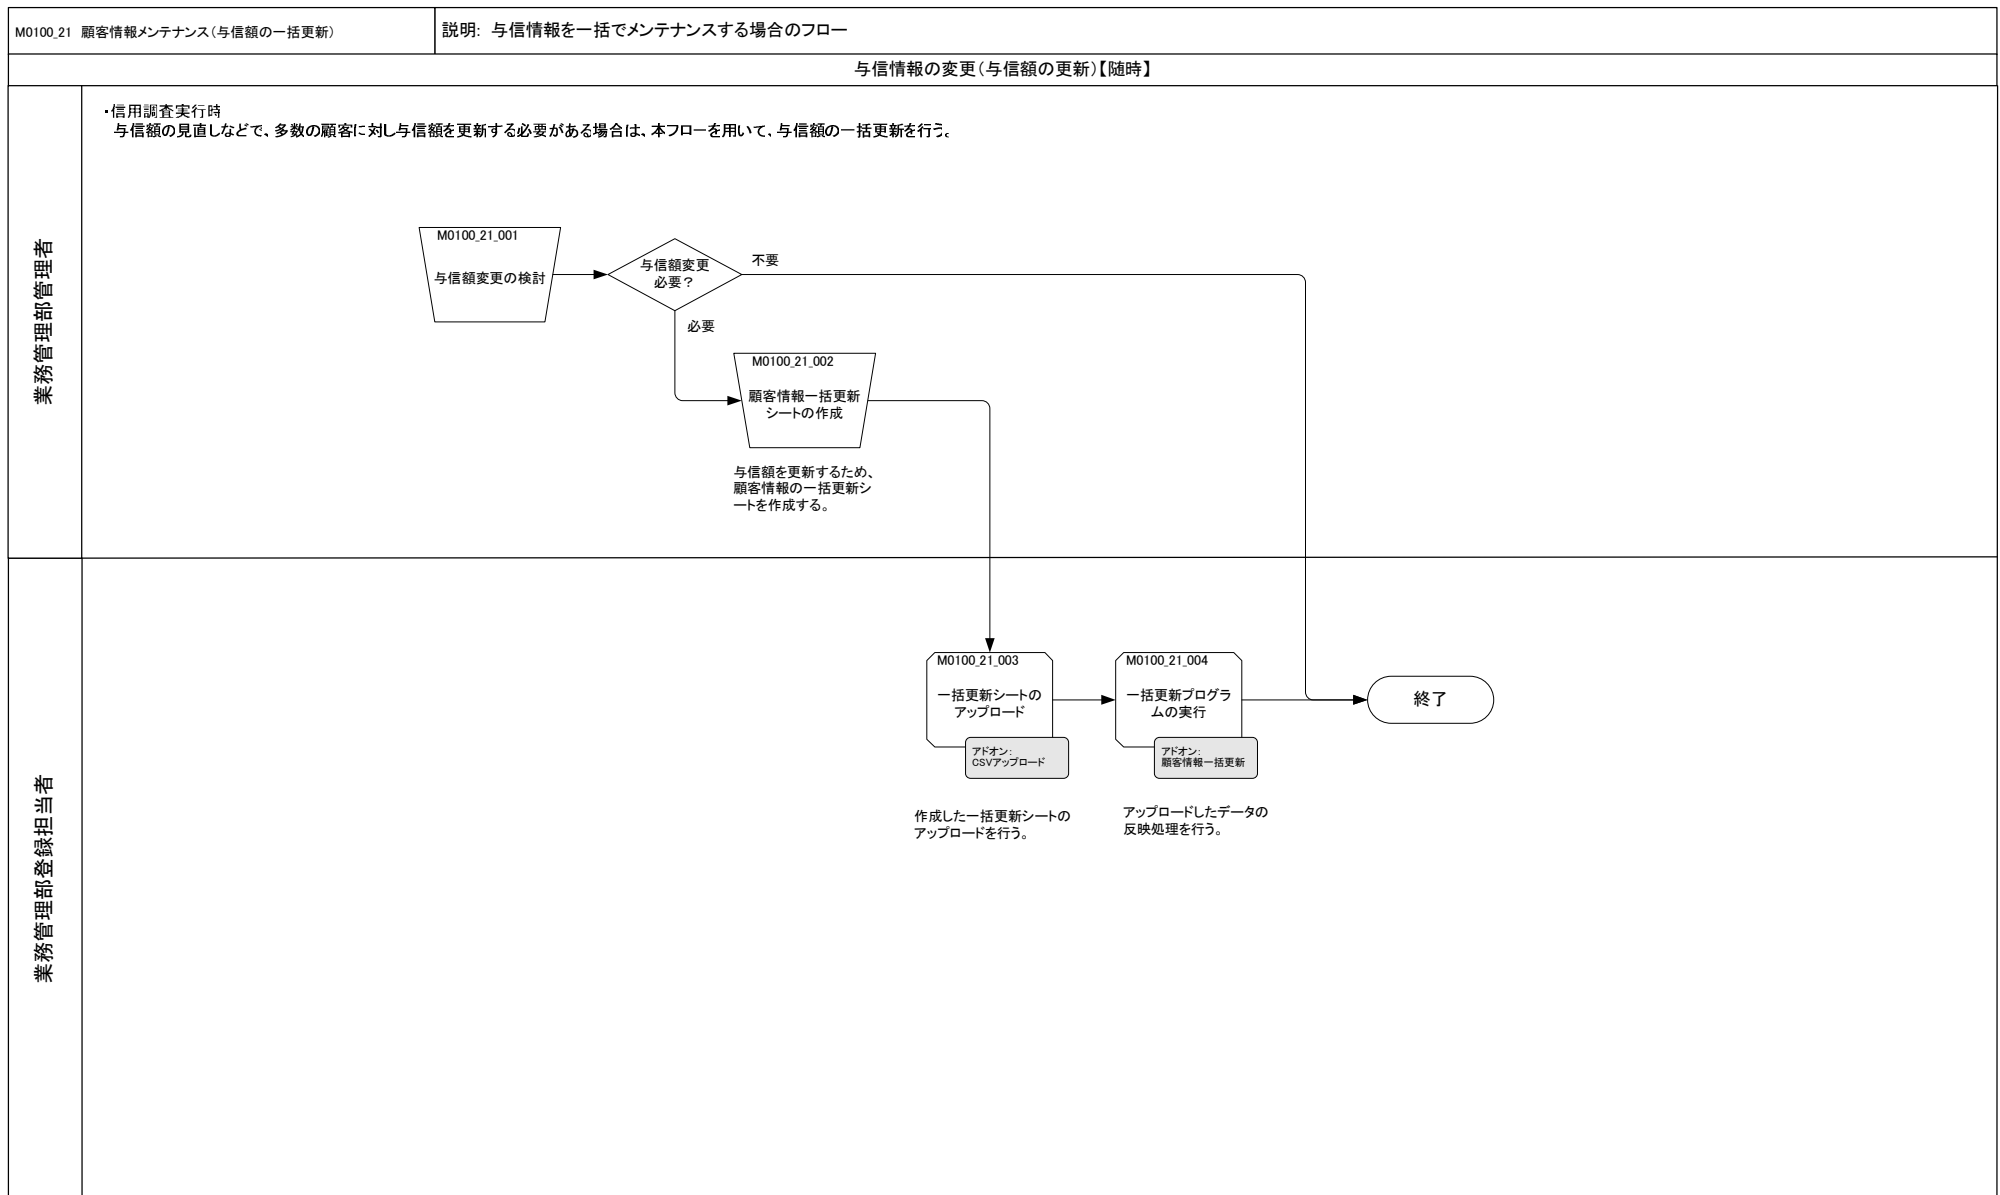 M0100_21 顧客情報メンテナンス(与信額の一括更新)
説明: 与信情報を一括でメンテナンスする場合のフロー
与信情報の変更(与信額の更新)【随時】
業務管理部管理者
・信用調査実行時
与信額の見直しなどで、多数の顧客に対し与信額を更新する必要がある場合は、本フローを用いて、与信額の一括更新を行う。
M0100_21_001
与信額変更の検討
与信額変更
必要?
不要
必要
M0100_21_002
顧客情報一括更新
シートの作成
与信額を更新するため、
顧客情報の一括更新シ
ートを作成する。
業務管理部登録担当者
M0100_21_003
一括更新シートの
アップロード
アドオン:
CSVアップロード
作成した一括更新シートの
アップロードを行う。
M0100_21_004
一括更新プログラ
ムの実行
アドオン:
顧客情報一括更新
アップロードしたデータの
反映処理を行う。
終了